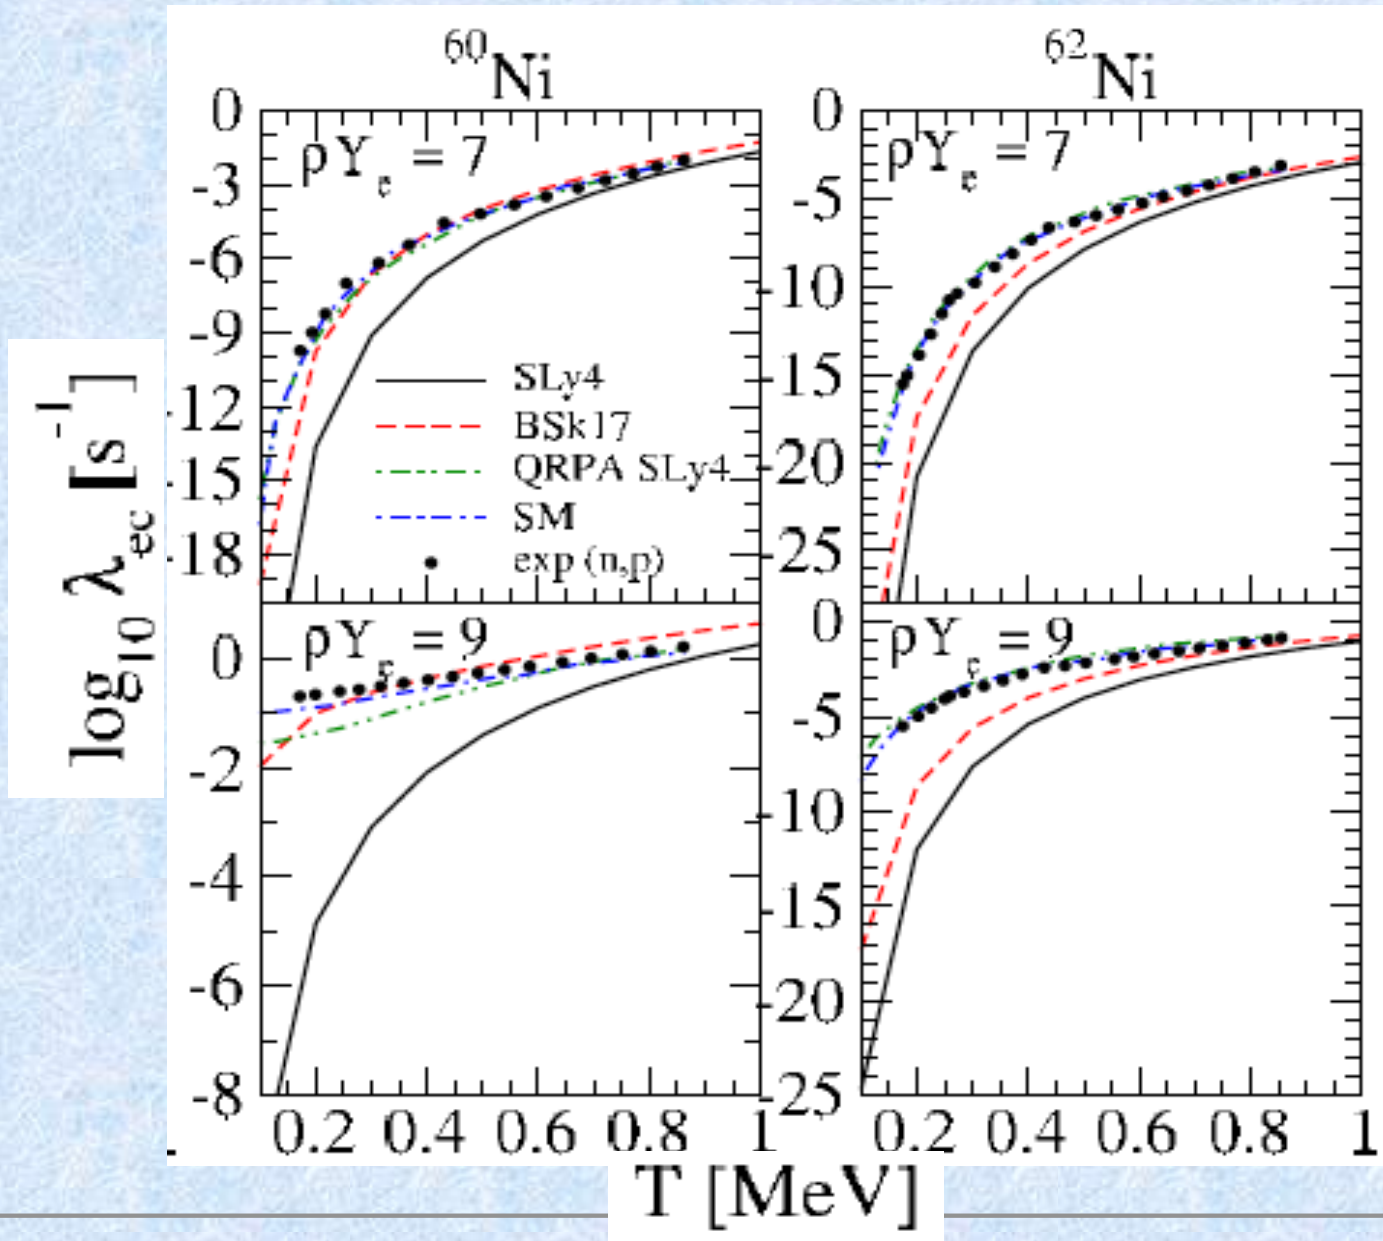 60Ni
62Ni
0
-3
-6
-9
-12
-15
-18
ρYe = 7
SLy4
BSk17
QRPA SLy4
SM
exp (n,p)
0
-5
-10
-15
-20
-25
ρYe = 7
0
-2
-4
-6
-8
ρYe = 9
0
-5
-10
-15
-20
-25
ρYe = 9
0.2 0.4 0.6 0.8 1
0.2 0.4 0.6 0.8 1
log10 λec [s-1]
T [MeV]